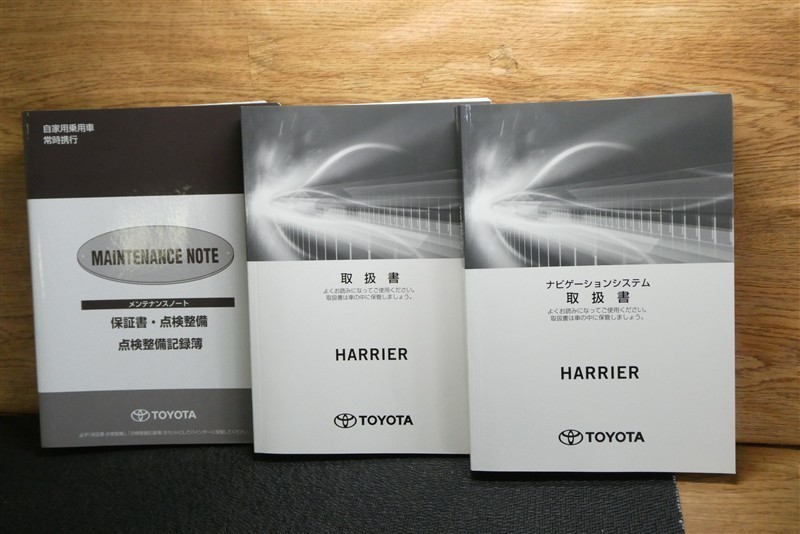 自家用乗用車
常時携行
MAINTENANCE NOTE
メンテナンスノート
保証書・点検整備
点検整備記録簿
TOYOTA
取扱書
よくお読みになってご使用ください。
取扱書は車の中に保管しましょう。
HARRIER
TOYOTA
ナビゲーションシステム
取扱書
よくお読みになってご使用ください。
取扱書は車の中に保管しましょう。
HARRIER
TOYOTA